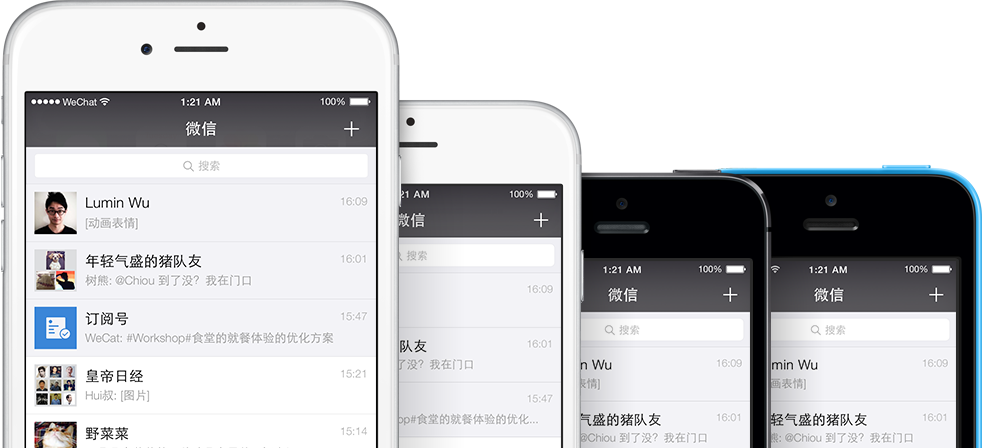 WeChat 1:21 AM 100%
微信
搜索
Lumin Wu 16:09
[动画表情]
年轻气盛的猪队友 16:01
树熊: @Chiou 到了没？我在门口
订阅号 15:47
WeCat: #Workshop#食堂的就餐体验的优化方案
皇帝日经 15:21
Hui叔: [图片]
野菜菜 15:14
:21 AM 100%
微信
搜索
16:09
队友 16:01
了没？我在门口
15:47
op#食堂的就餐体验的优化...
1:21 AM 100%
微信
搜索
n Wu 16:09
表情]
气盛的猪队友 16:01
@Chiou 到了没？我在门口
1:21 AM 100%
微信
搜索
min Wu 16:09
画表情]
轻气盛的猪队友 16:01
: @Chiou 到了没？我在门口